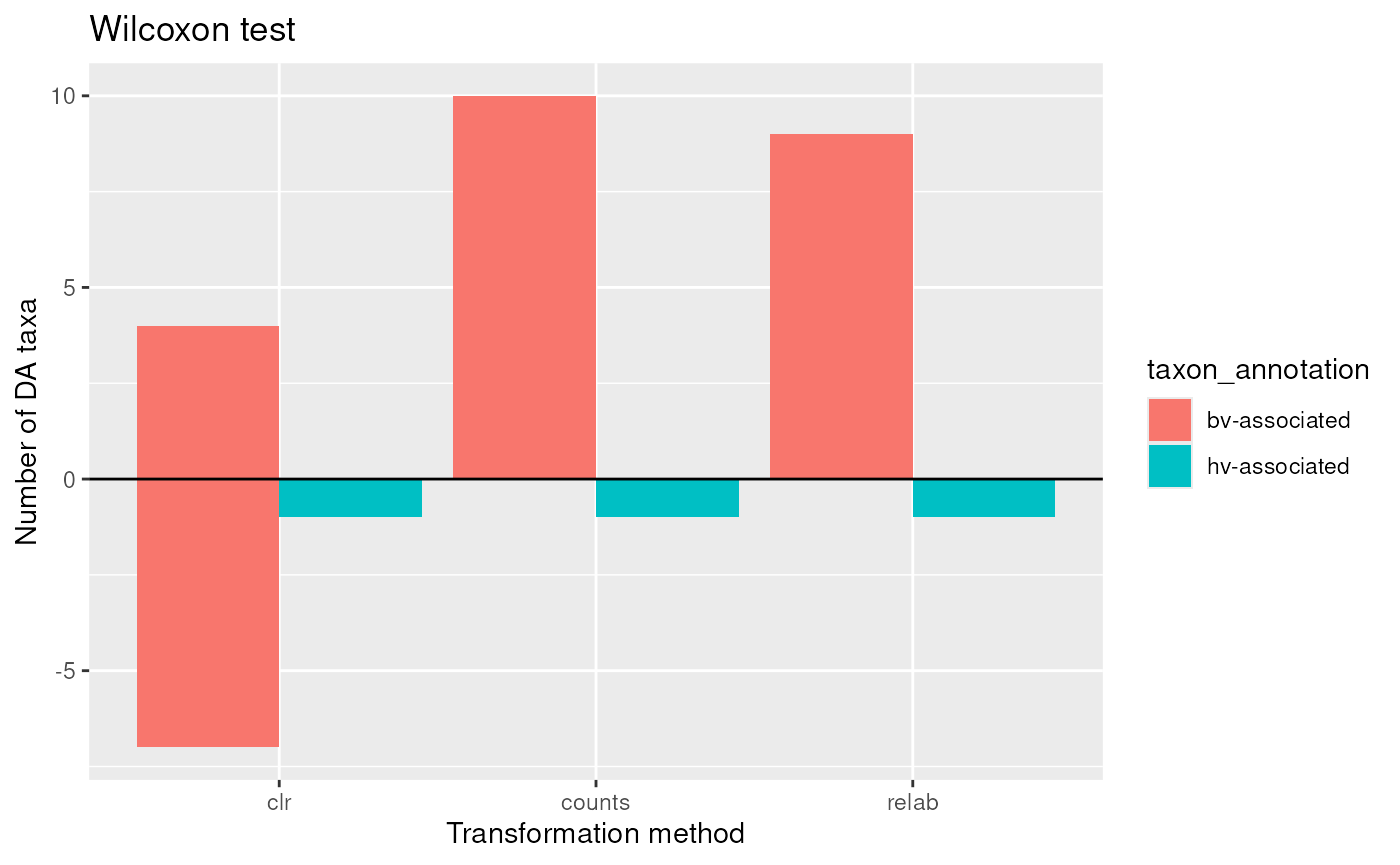 Wilcoxon test
Number of DA taxa
10
5
0
-5
clr
counts
relab
Transformation method
taxon_annotation
bv-associated
hv-associated